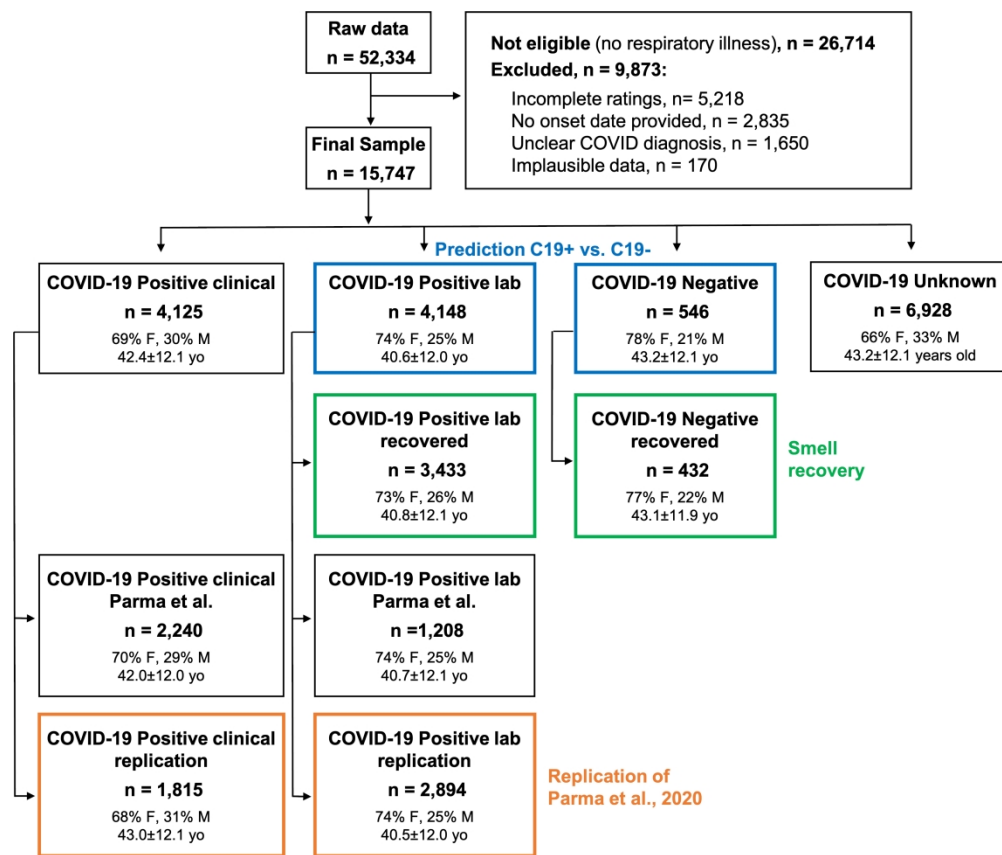 Raw data
n = 52,334
Not eligible (no respiratory illness), n = 26,714
Excluded, n = 9,873:
Incomplete ratings, n= 5,218
No onset date provided, n = 2,835
Unclear COVID diagnosis, n = 1,650
Implausible data, n = 170
Final Sample
n = 15,747
Prediction C19+ vs. C19-
COVID-19 Positive clinical
n = 4,125
69% F, 30% M
42.4±12.1 yo
COVID-19 Positive lab
n = 4,148
74% F, 25% M
40.6±12.0 yo
COVID-19 Negative
n = 546
78% F, 21% M
43.2±12.1 yo
COVID-19 Unknown
n = 6,928
66% F, 33% M
43.2±12.1 years old
COVID-19 Positive lab
recovered
n = 3,433
73% F, 26% M
40.8±12.1 yo
COVID-19 Negative
recovered
n = 432
77% F, 22% M
43.1±11.9 yo
Smell
recovery
COVID-19 Positive clinical
Parma et al.
n = 2,240
70% F, 29% M
42.0±12.0 yo
COVID-19 Positive lab
Parma et al.
n =1,208
74% F, 25% M
40.7±12.1 yo
COVID-19 Positive clinical
replication
n = 1,815
68% F, 31% M
43.0±12.1 yo
COVID-19 Positive lab
replication
n = 2,894
74% F, 25% M
40.5±12.0 yo
Replication of
Parma et al., 2020